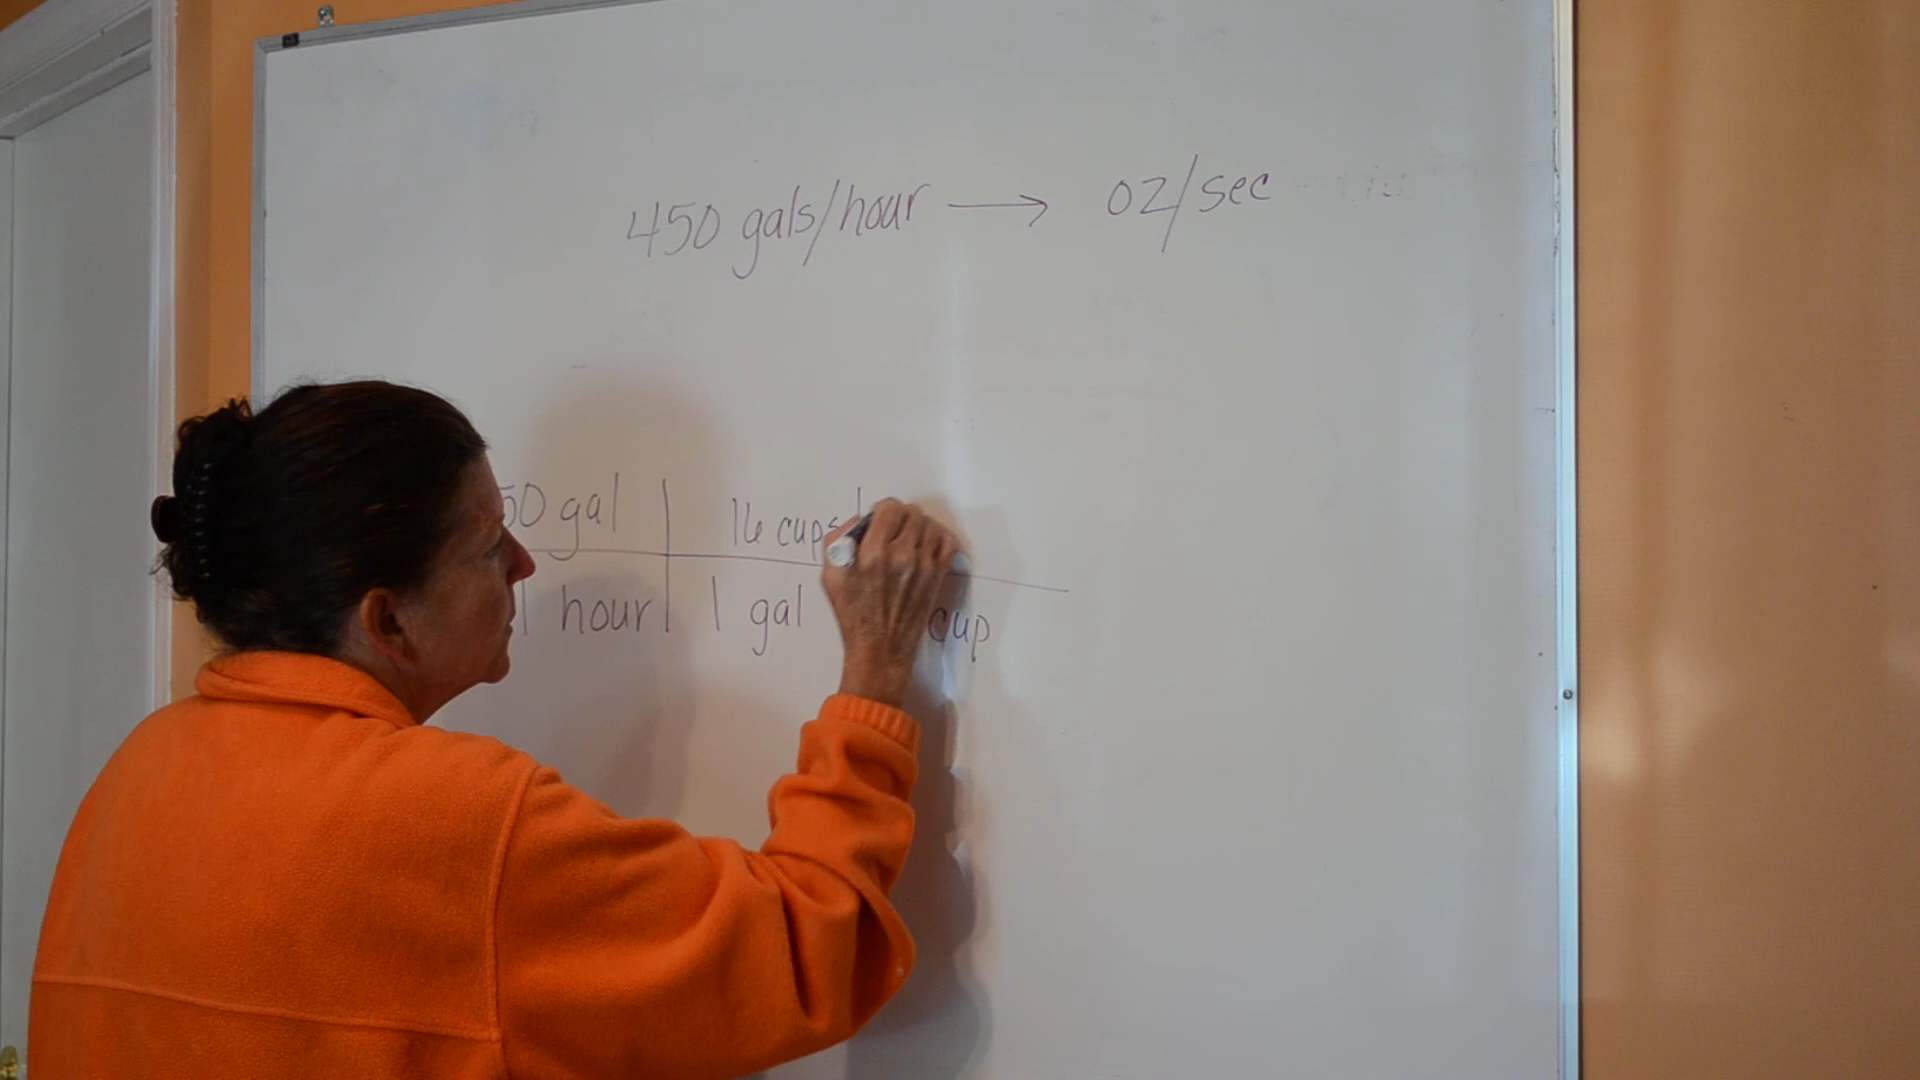 450 gals/hour → oz/sec
50 gal 16 cups
1 hour 1 gal cup